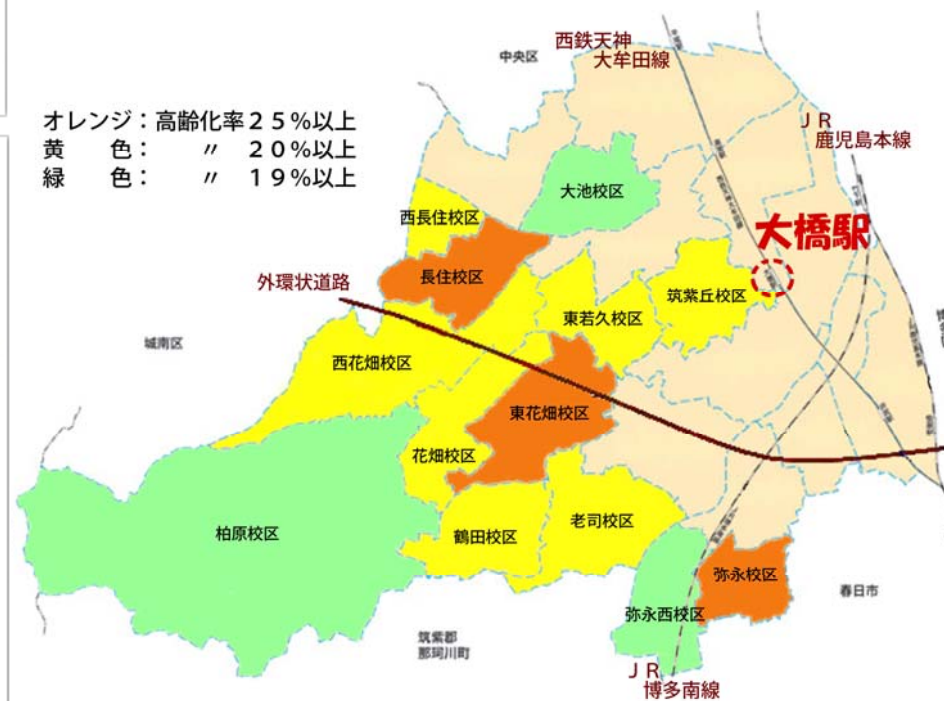 西鉄天神
大牟田線
中央区
オレンジ：高齢化率２５％以上
黄　　色：　　〃　２０％以上
緑　　色：　　〃　１９％以上
ＪＲ
鹿児島本線
大池校区
西長住校区
大橋駅
長住校区
外環状道路
筑紫丘校区
東若久校区
城南区
西花畑校区
東花畑校区
花畑校区
老司校区
柏原校区
鶴田校区
弥永校区
春日市
弥永西校区
筑紫郡
那珂川町
ＪＲ
博多南線